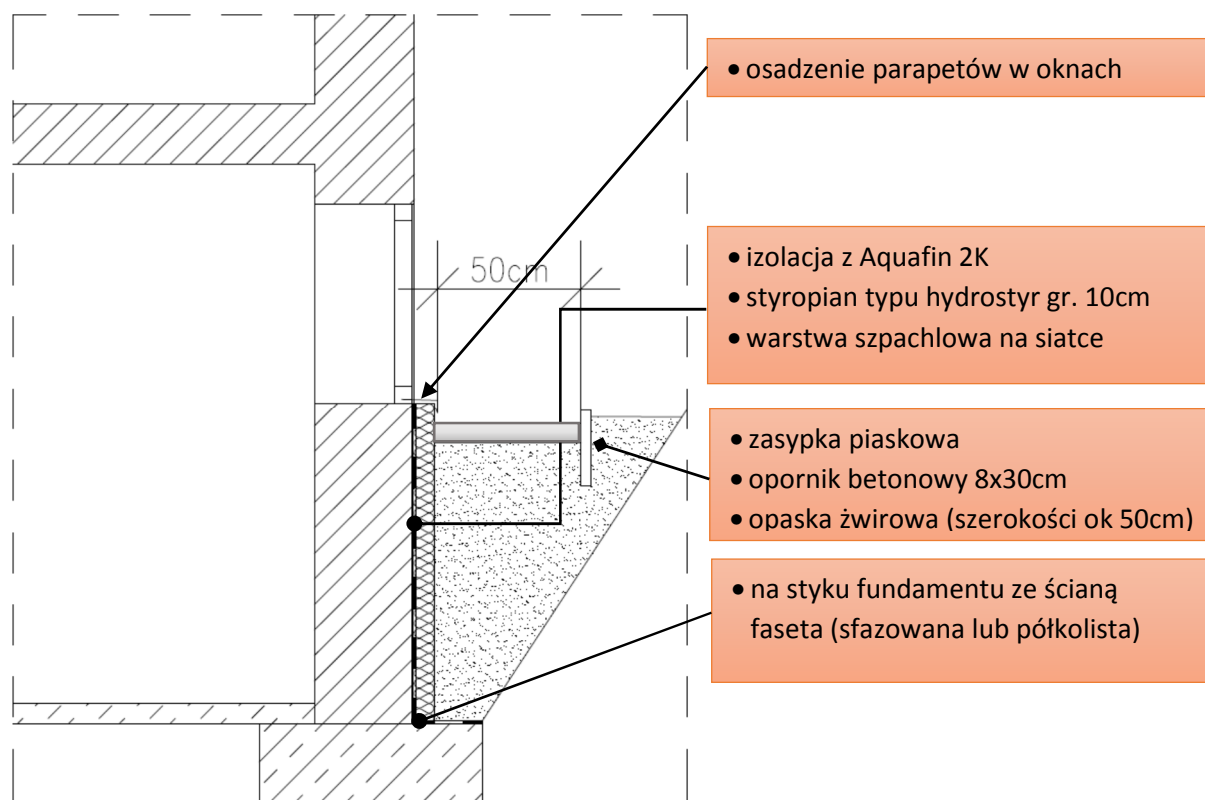 • osadzenie parapetów w oknach
50cm
• izolacja z Aquafin 2K
• styropian typu hydrostyr gr. 10cm
• warstwa szpachlowa na siatce
• zasypka piaskowa
• opornik betonowy 8x30cm
• opaska żwirowa (szerokości ok 50cm)
• na styku fundamentu ze ścianą
faseta (sfazowana lub półkolista)